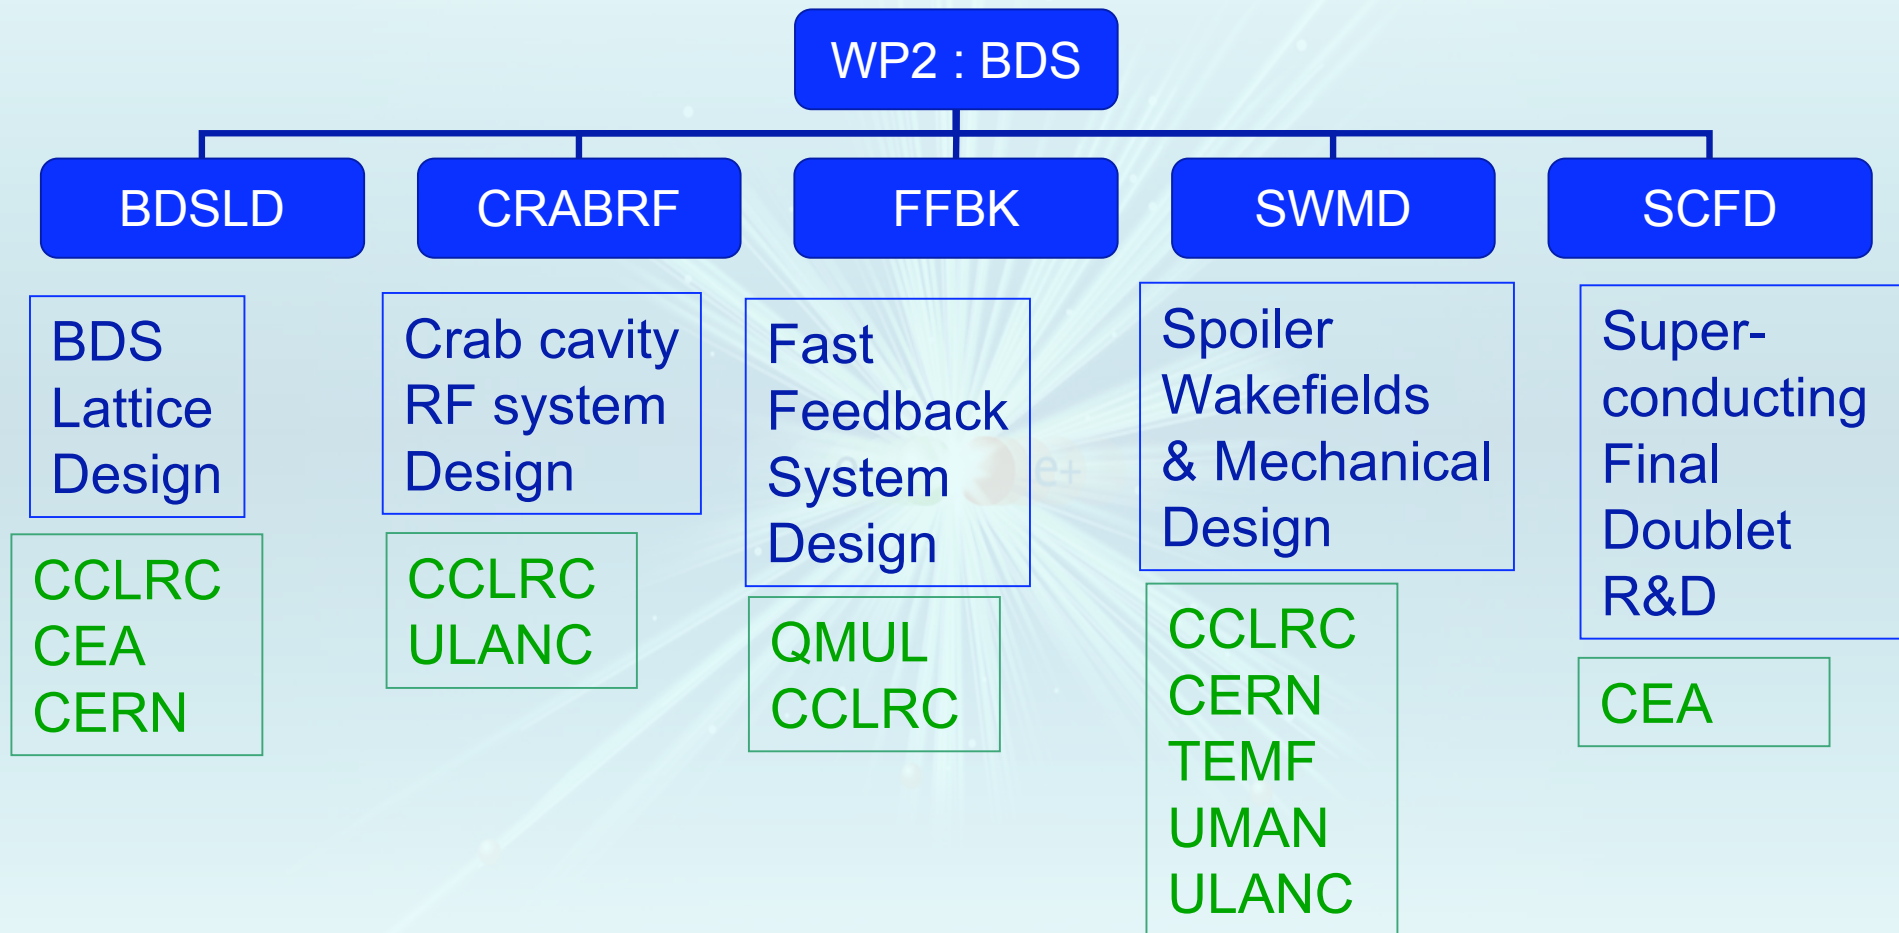 WP2 : BDS
BDSLD
CRABRF
FFBK
SWMD
SCFD
BDS
Lattice
Design
CCLRC
CEA
CERN
Crab cavity
RF system
Design
CCLRC
ULANC
Fast
Feedback
System
Design
QMUL
CCLRC
Spoiler
Wakefields
& Mechanical
Design
CCLRC
CERN
TEMF
UMAN
ULANC
Super-
conducting
Final
Doublet
R&D
CEA
e+